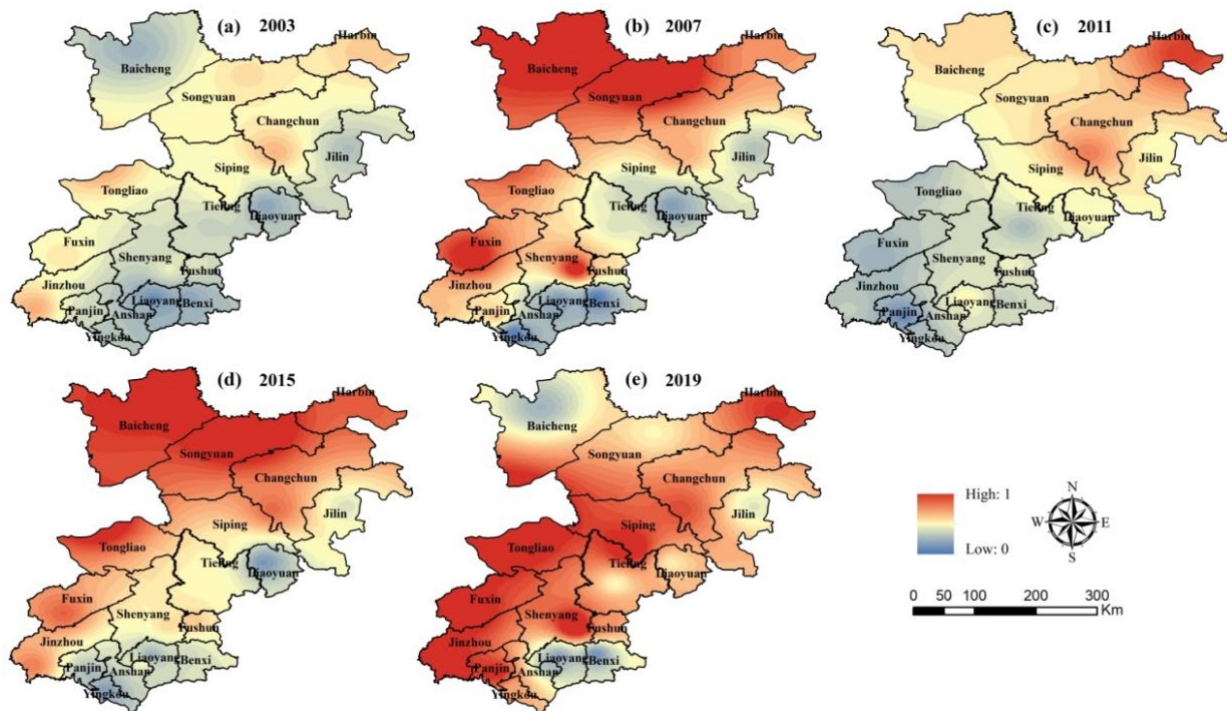 (a) 2003
Harbin
Baicheng
Songyuan
Changchun
Jilin
Siping
Tongliao
Tieling
Liaoyuan
Fuxin
Shenyang
Fushun
Jinzhou
Liaoyang
Benxi
Panjin
Anshan
Yingkou
(b) 2007
Harbin
Baicheng
Songyuan
Changchun
Jilin
Siping
Tongliao
Tieling
Liaoyuan
Fuxin
Shenyang
Fushun
Jinzhou
Liaoyang
Benxi
Panjin
Anshan
Yingkou
(c) 2011
Harbin
Baicheng
Songyuan
Changchun
Jilin
Siping
Tongliao
Tieling
Liaoyuan
Fuxin
Shenyang
Fushun
Jinzhou
Liaoyang
Benxi
Panjin
Anshan
Yingkou
(d) 2015
Harbin
Baicheng
Songyuan
Changchun
Jilin
Siping
Tongliao
Tieling
Liaoyuan
Fuxin
Shenyang
Fushun
Jinzhou
Liaoyang
Benxi
Panjin
Anshan
Yingkou
(e) 2019
Harbin
Baicheng
Songyuan
Changchun
Jilin
Siping
Tongliao
Tieling
Liaoyuan
Fuxin
Shenyang
Fushun
Jinzhou
Liaoyang
Benxi
Panjin
Anshan
Yingkou
High: 1
Low: 0
N
W E
S
0 50 100 200 300
Km